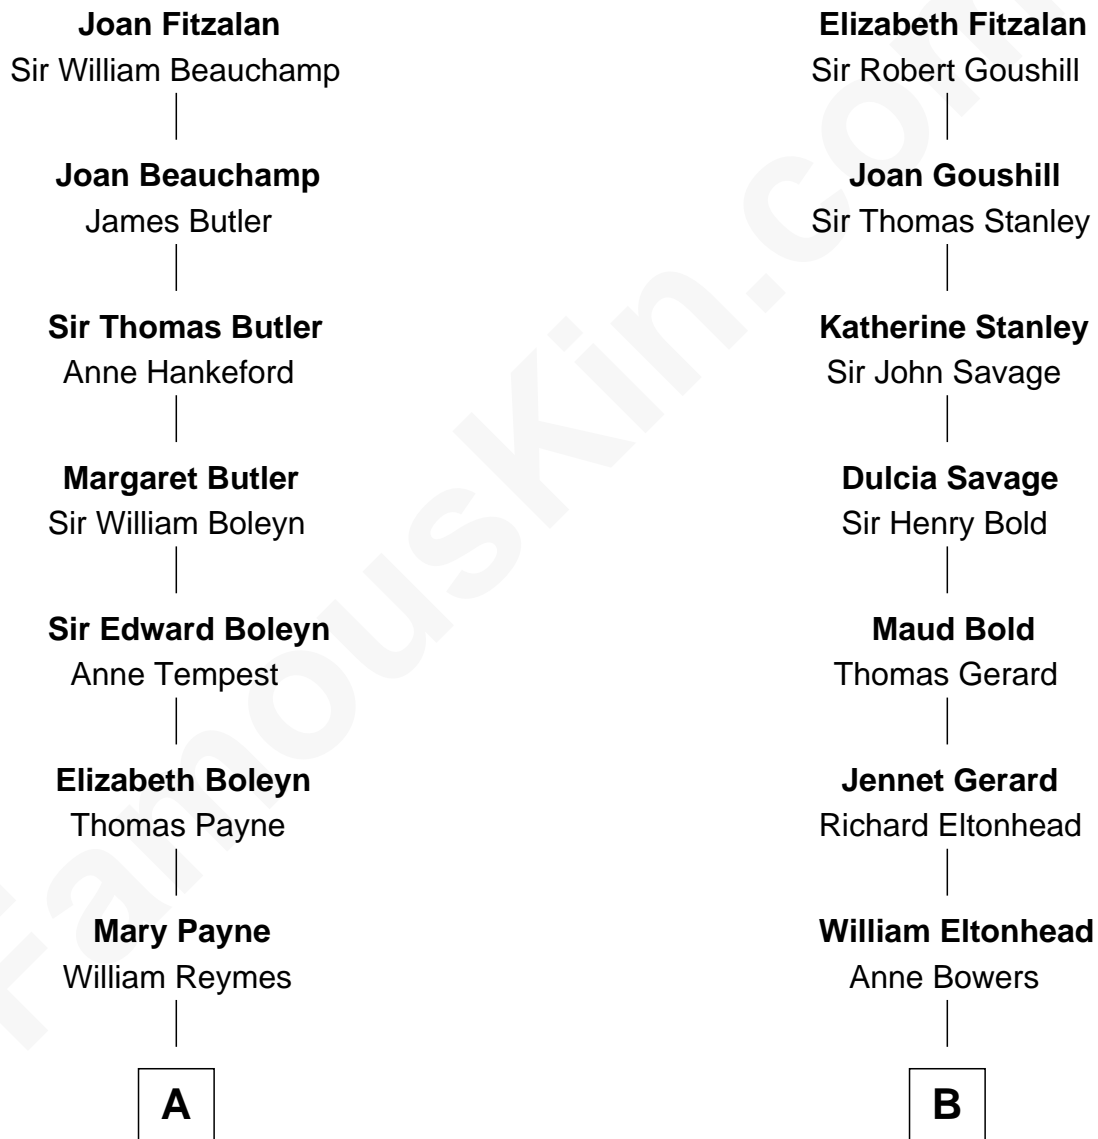 Joan Fitzalan
Sir William Beauchamp
Joan Beauchamp
James Butler
Sir Thomas Butler
Anne Hankeford
Margaret Butler
Sir William Boleyn
Sir Edward Boleyn
Anne Tempest
Elizabeth Boleyn
Thomas Payne
Mary Payne
William Reymes
A
Elizabeth Fitzalan
Sir Robert Goushill
Joan Goushill
Sir Thomas Stanley
Katherine Stanley
Sir John Savage
Dulcia Savage
Sir Henry Bold
Maud Bold
Thomas Gerard
Jennet Gerard
Richard Eltonhead
William Eltonhead
Anne Bowers
B
FamousKin.com